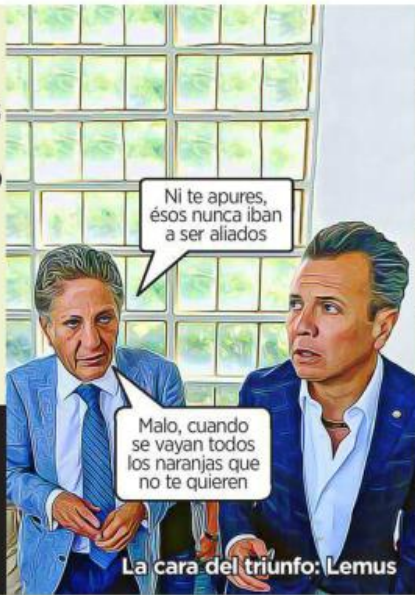 Ni te apures,
ésos nunca iban
a ser aliados
Malo, cuando
se vayan todos
los naranjas que
no te quieren
La cara del triunfo: Lemus